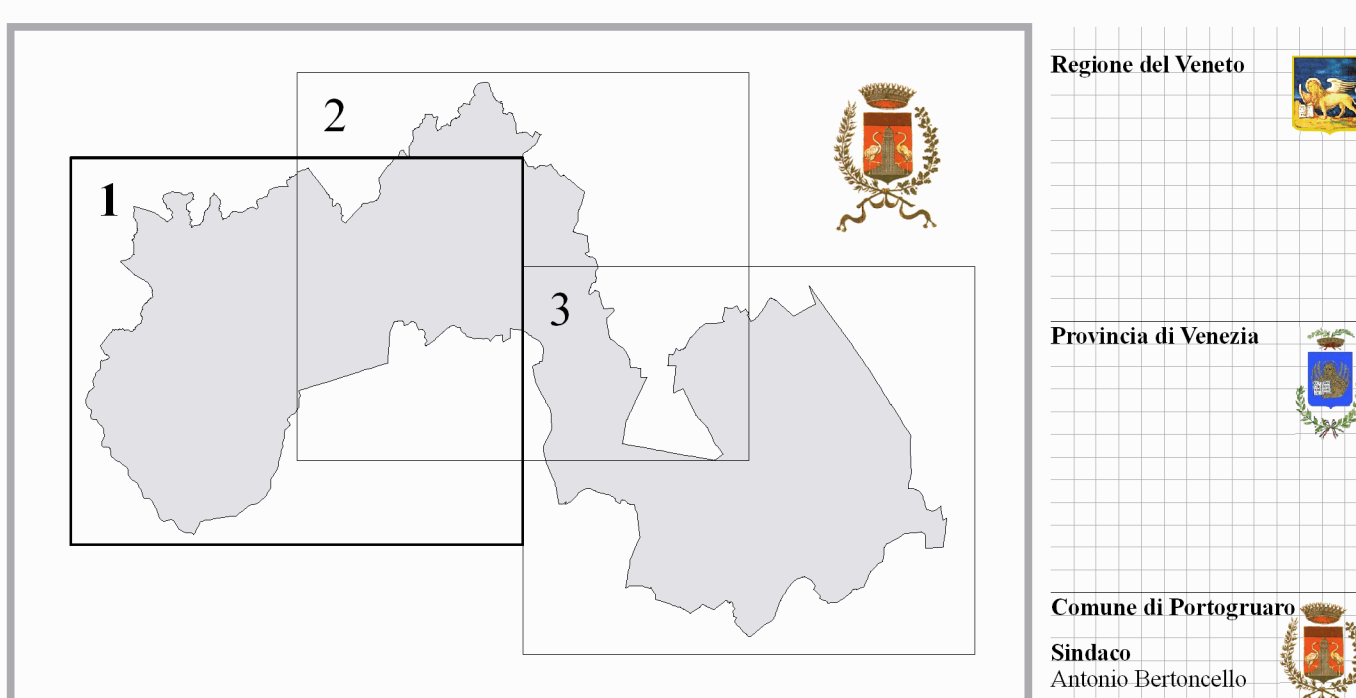 2
1
3
Regione del Veneto
Provincia di Venezia
Comune di Portogruaro
Sindaco
Antonio Bertoncello